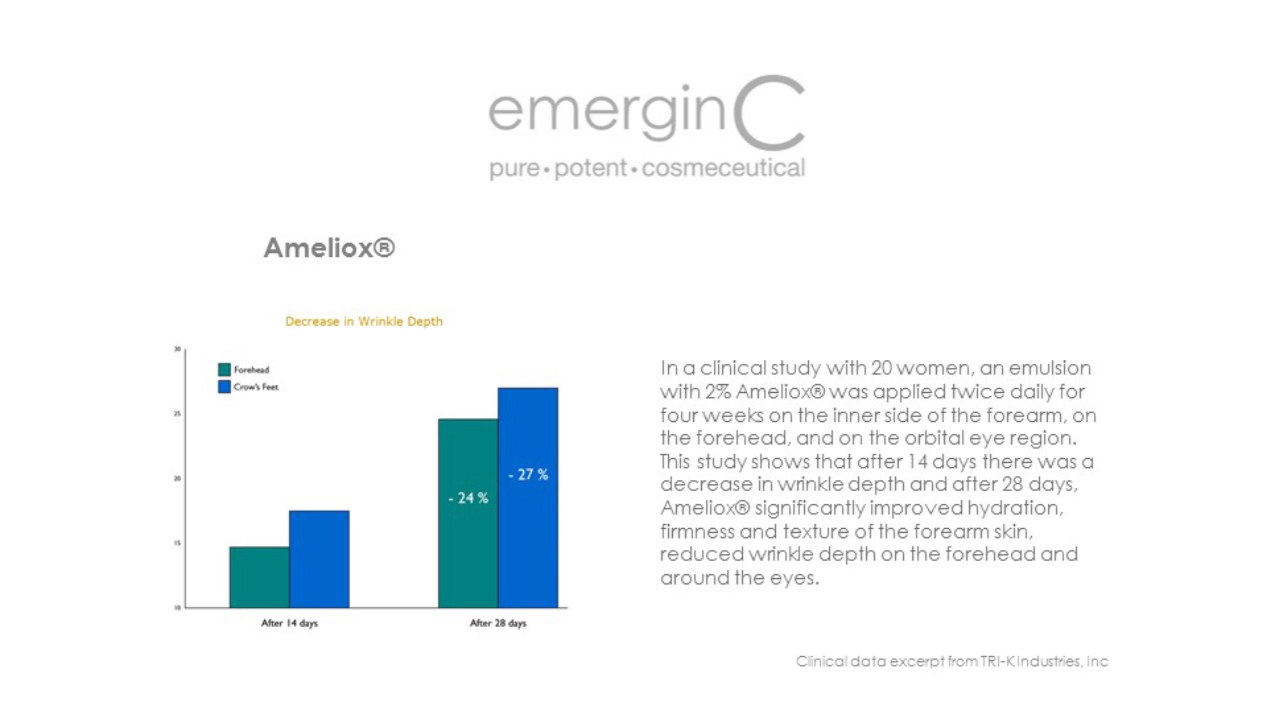 emerginC
pure • potent • cosmeceutical
Ameliox®
Decrease in Wrinkle Depth
30
Forehead
Crow's Feet
25
20
15
10
- 24 %
- 27 %
After 14 days
After 28 days
In a clinical study with 20 women, an emulsion
with 2% Ameliox® was applied twice daily for
four weeks on the inner side of the forearm, on
the forehead, and on the orbital eye region.
This study shows that after 14 days there was a
decrease in wrinkle depth and after 28 days,
Ameliox® significantly improved hydration,
firmness and texture of the forearm skin,
reduced wrinkle depth on the forehead and
around the eyes.
Clinical data excerpt from TRI-K Industries, Inc